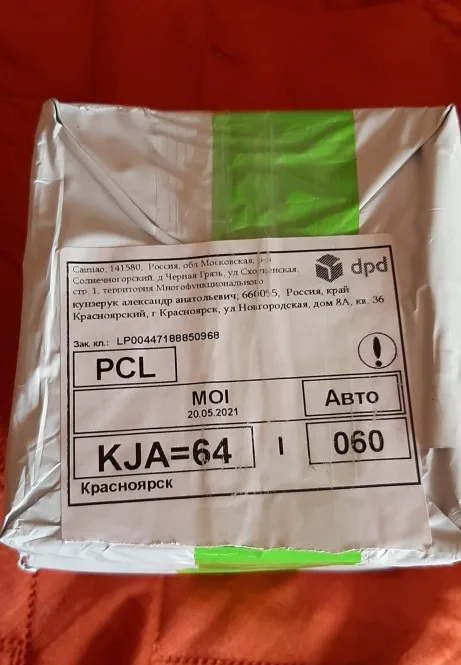 Cainiao, 141580, Россия, обл Московская, р-н
Солнечногорский, д Черная Грязь, ул Сходненская,
стр. 1, территория Многофункционального
dpd
кунзерук александр анатольевич, 660055, Россия, край
Красноярский, г Красноярск, ул Новгородская, дом 8А, кв. 36
Зак. кл.: LP00447188850968
PCL
!
MOI
20.05.2021
Авто
KJA=64
I
060
Красноярск